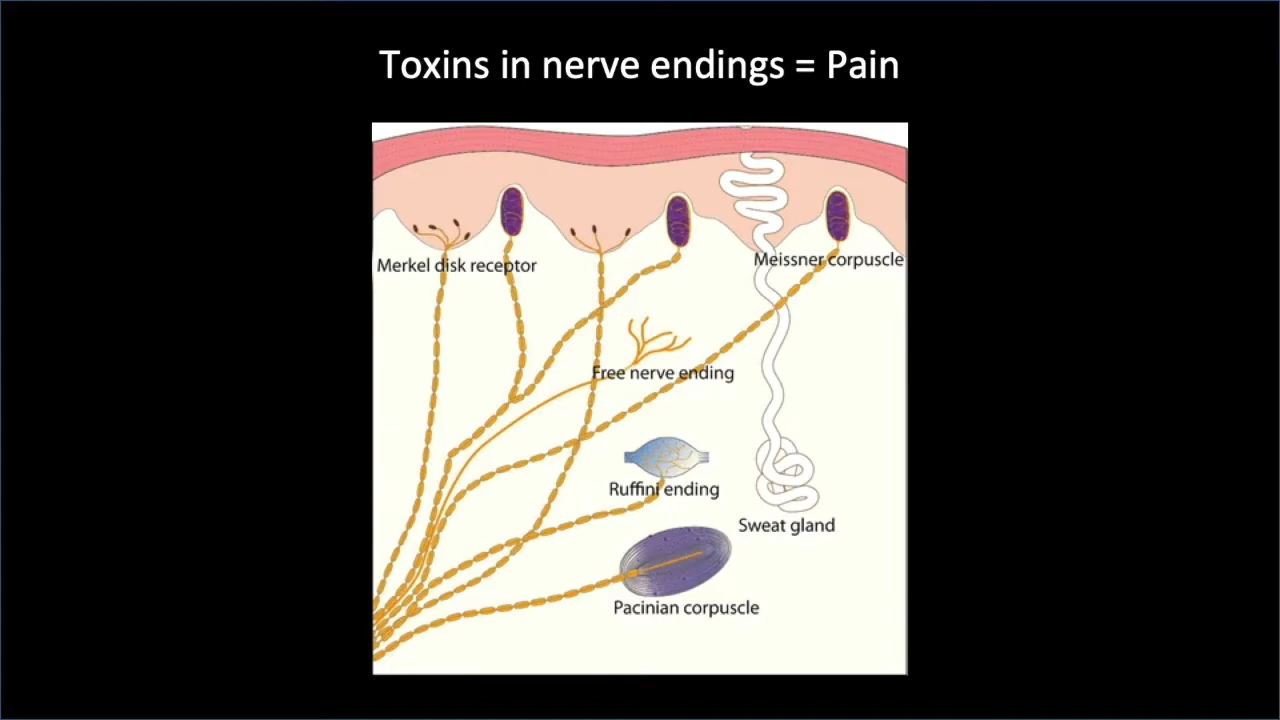 Toxins in nerve endings = Pain
Merkel disk receptor
Meissner corpuscle
Free nerve ending
Ruffini ending
Sweat gland
Pacinian corpuscle